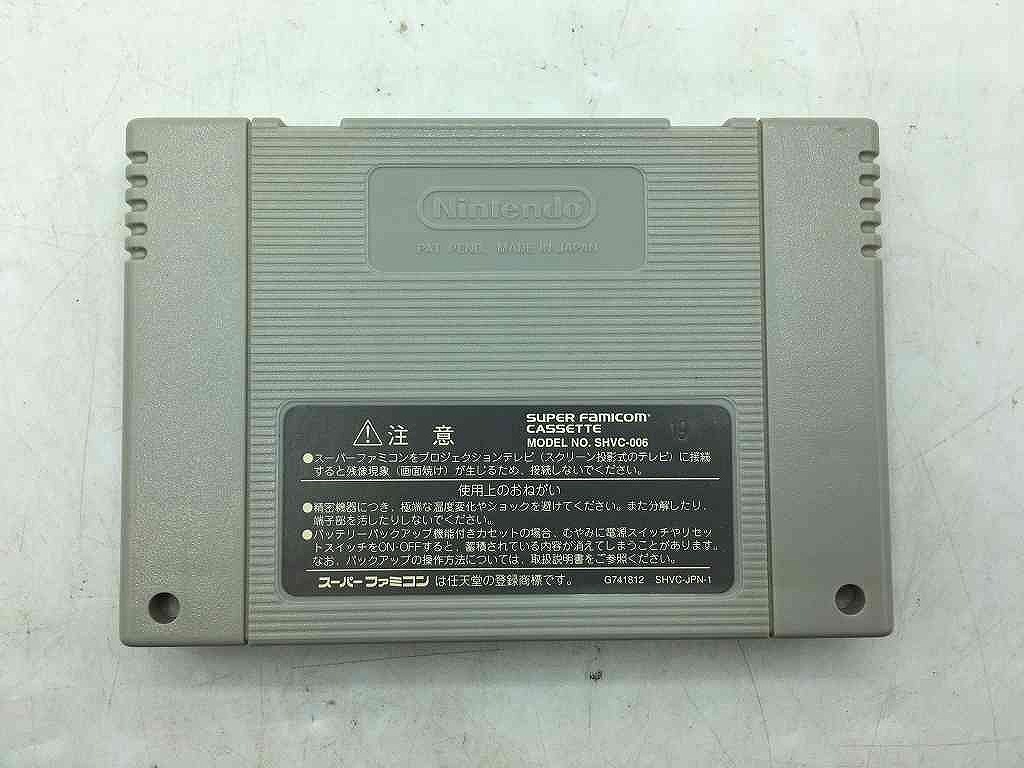 Nintendo
PAT. PEND. MADE IN JAPAN
注意
SUPER FAMICOM
CASSETTE
MODEL NO. SHVC-006
19
●スーパーファミコンをプロジェクションテレビ（スクリーン投影式のテレビ）に接続
すると残像現象（画面焼け）が生じるため、接続しないでください。
使用上のおねがい
●精密機器につき、極端な温度変化やショックを避けてください。また分解したり、
端子部を汚したりしないでください。
●バッテリーバックアップ機能付きカセットの場合、むやみに電源スイッチやリセッ
トスイッチをON・OFFすると、蓄積されている内容が消えてしまうことがあります。
なお、バックアップの操作方法については、取扱説明書をご参照ください。
スーパーファミコンは任天堂の登録商標です。 G741812 SHVC-JPN-1